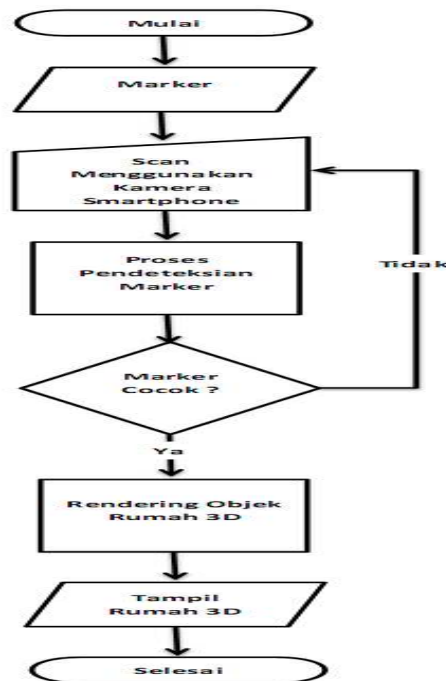 Mulai
Marker
Scan
Menggunakan
Kamera
Smartphone
Proses
Pendeteksian
Marker
Tidak
Marker
Cocok ?
Ya
Rendering Objek
Rumah 3D
Tampil
Rumah 3D
Selesai